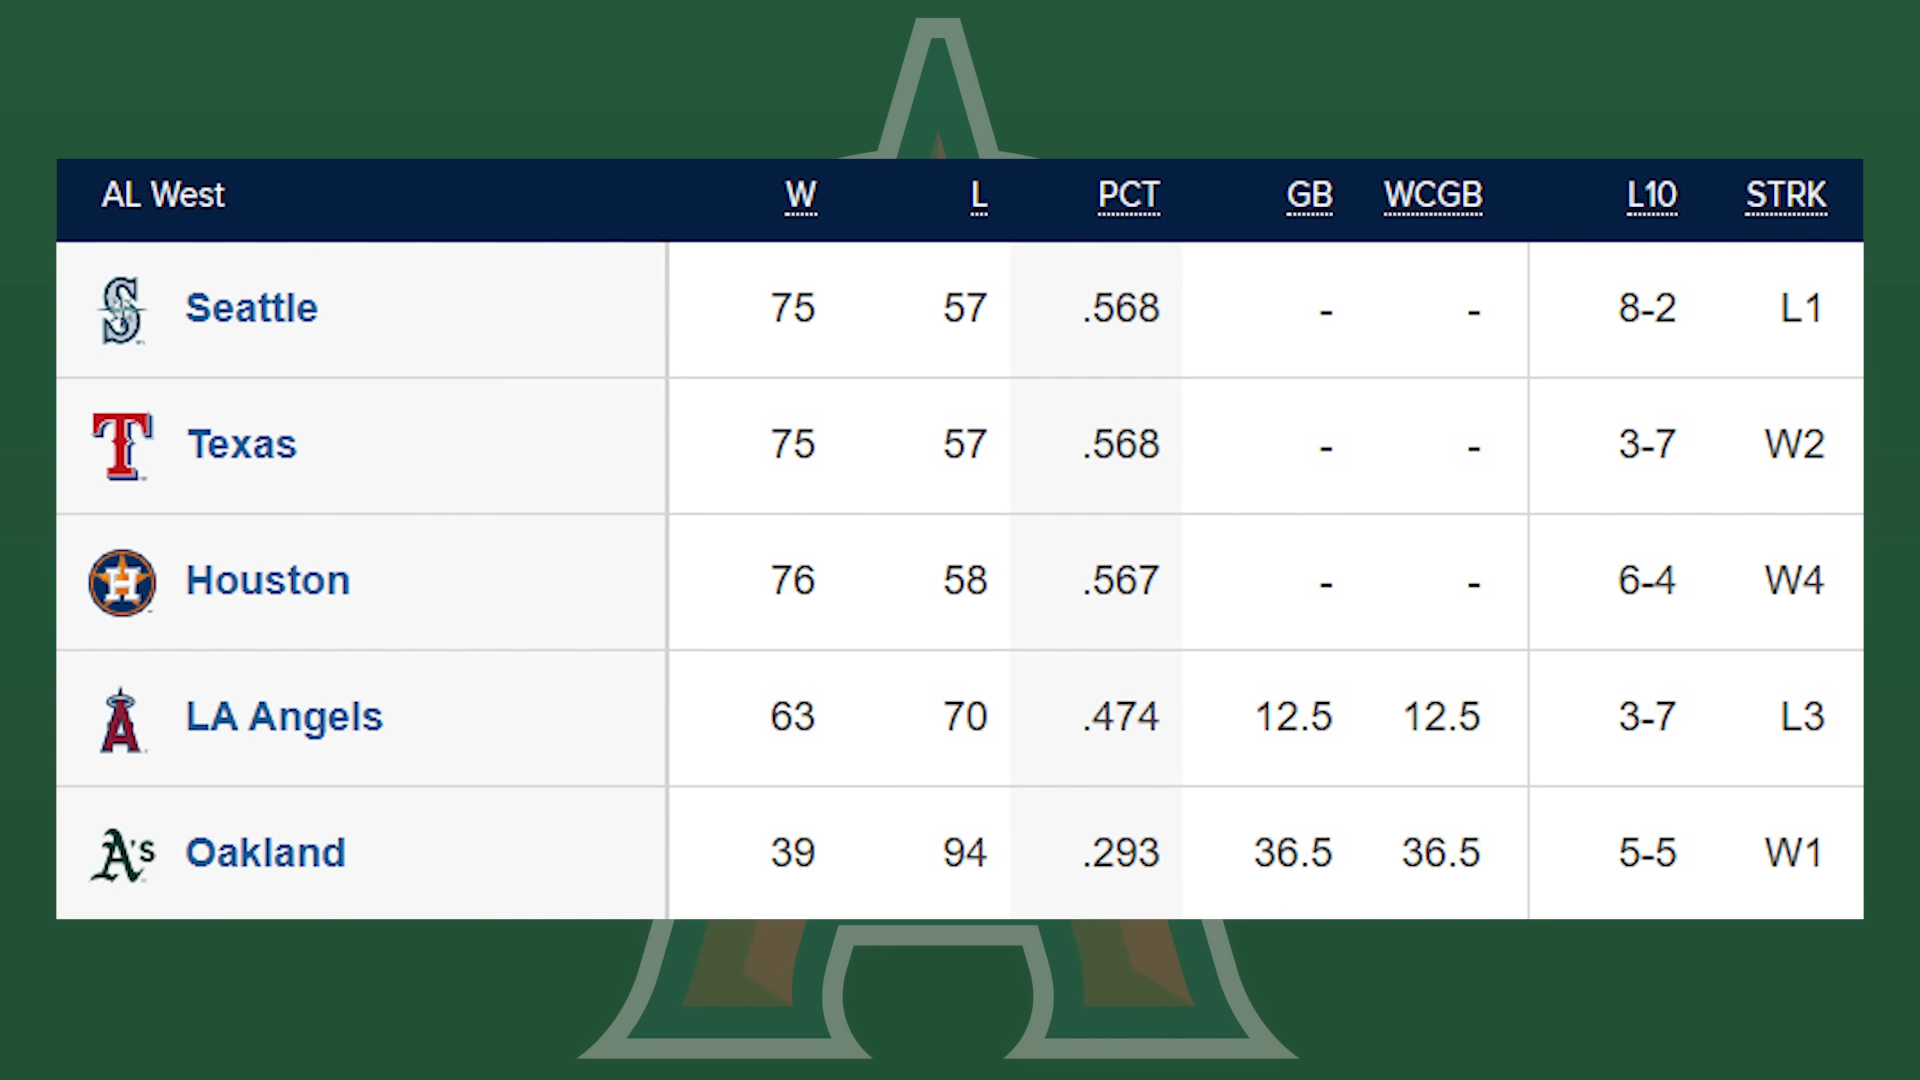 AL West W L PCT GB WCGB L10 STRK
Seattle 75 57 .568 - - 8-2 L1
Texas 75 57 .568 - - 3-7 W2
Houston 76 58 .567 - - 6-4 W4
LA Angels 63 70 .474 12.5 12.5 3-7 L3
A's Oakland 39 94 .293 36.5 36.5 5-5 W1